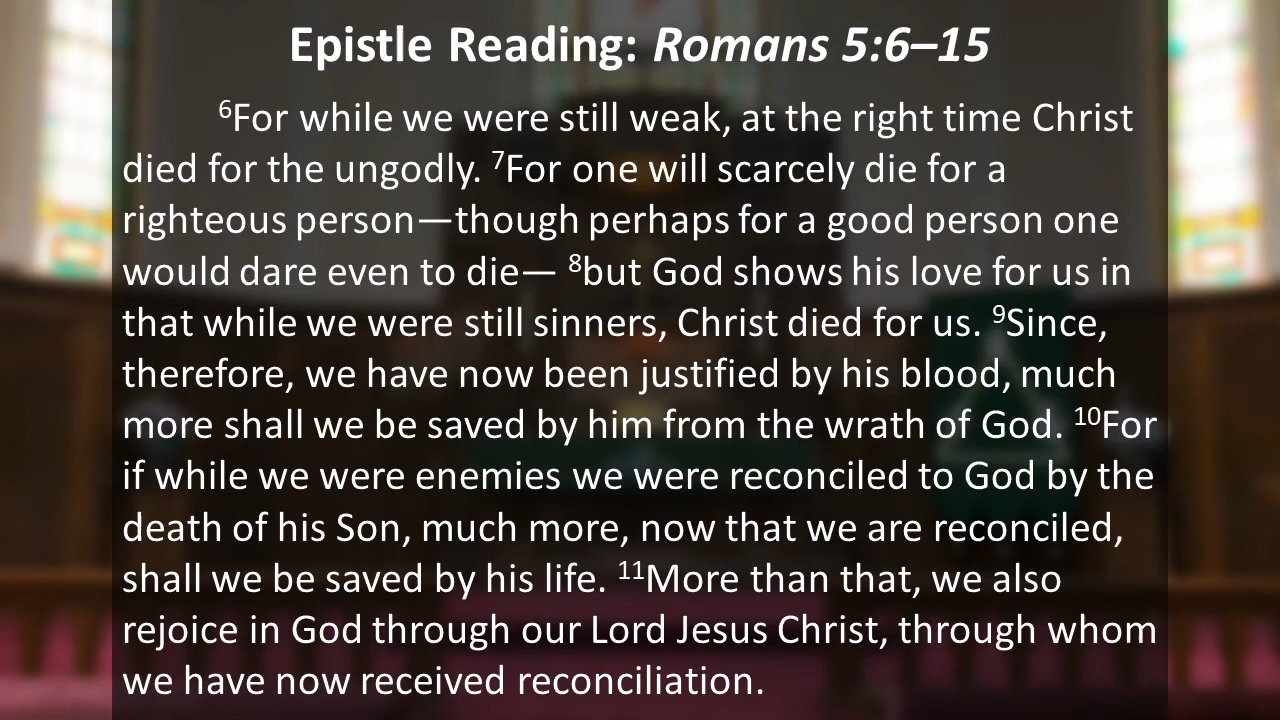 Epistle Reading: Romans 5:6–15
⁶For while we were still weak, at the right time Christ
died for the ungodly. ⁷For one will scarcely die for a
righteous person—though perhaps for a good person one
would dare even to die— ⁸but God shows his love for us in
that while we were still sinners, Christ died for us. ⁹Since,
therefore, we have now been justified by his blood, much
more shall we be saved by him from the wrath of God. ¹⁰For
if while we were enemies we were reconciled to God by the
death of his Son, much more, now that we are reconciled,
shall we be saved by his life. ¹¹More than that, we also
rejoice in God through our Lord Jesus Christ, through whom
we have now received reconciliation.